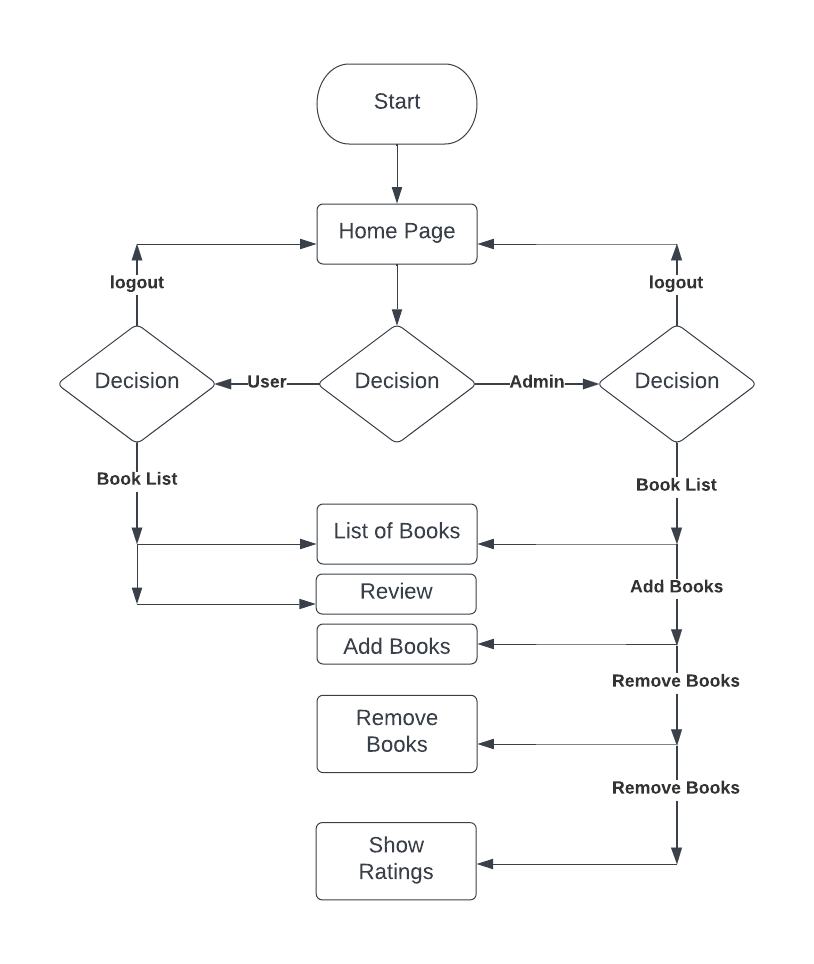 Start
Home Page
logout
logout
Decision
User
Decision
Admin
Decision
Book List
Book List
List of Books
Review
Add Books
Add Books
Remove Books
Remove
Books
Remove Books
Show
Ratings